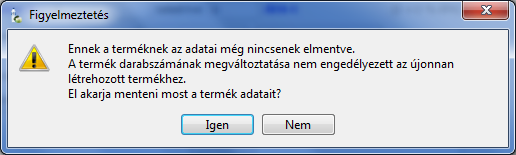 Figyelmeztetés
Ennek a terméknek az adatai még nincsenek elmentve.
A termék darabszámának megváltoztatása nem engedélyezett az újonnan
létrehozott termékhez.
El akarja menteni most a termék adatait?
Igen
Nem